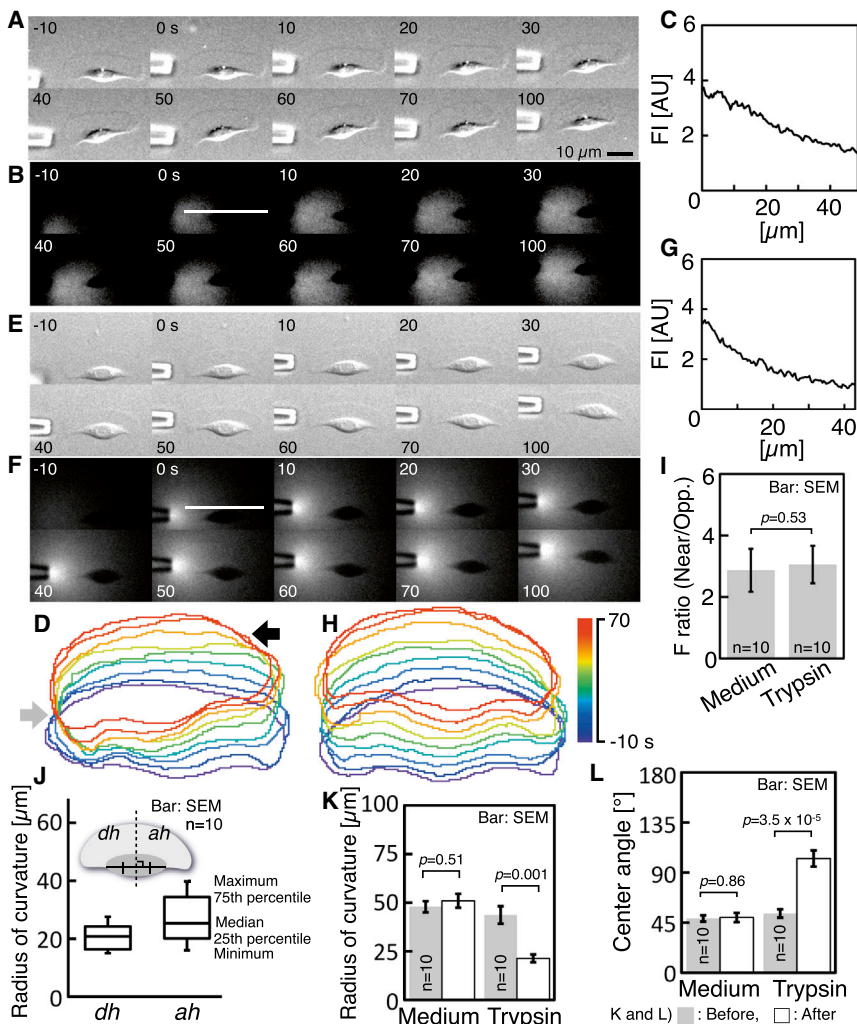 A
-10
0 s
10
20
30
40
50
60
70
100
10 µm
B
-10
0 s
10
20
30
40
50
60
70
100
C
FI [AU]
6
4
2
0
20
40
[µm]
E
-10
0 s
10
20
30
40
50
60
70
100
F
-10
0 s
10
20
30
40
50
60
70
100
G
FI [AU]
6
4
2
0
20
40
[µm]
D
H
70
-10 s
I
F ratio (Near/Opp.)
6
4
2
0
Bar: SEM
p=0.53
n=10
n=10
Medium
Trypsin
J
Radius of curvature [µm]
60
40
20
0
Bar: SEM
n=10
dh
ah
Maximum
75th percentile
Median
25th percentile
Minimum
dh
ah
K
Radius of curvature [µm]
100
75
50
25
0
Bar: SEM
p=0.51
p=0.001
n=10
n=10
Medium
Trypsin
L
Center angle [°]
180
135
90
45
0
Bar: SEM
p=3.5 x 10-5
p=0.86
n=10
n=10
Medium
Trypsin
K and L) : Before, : After